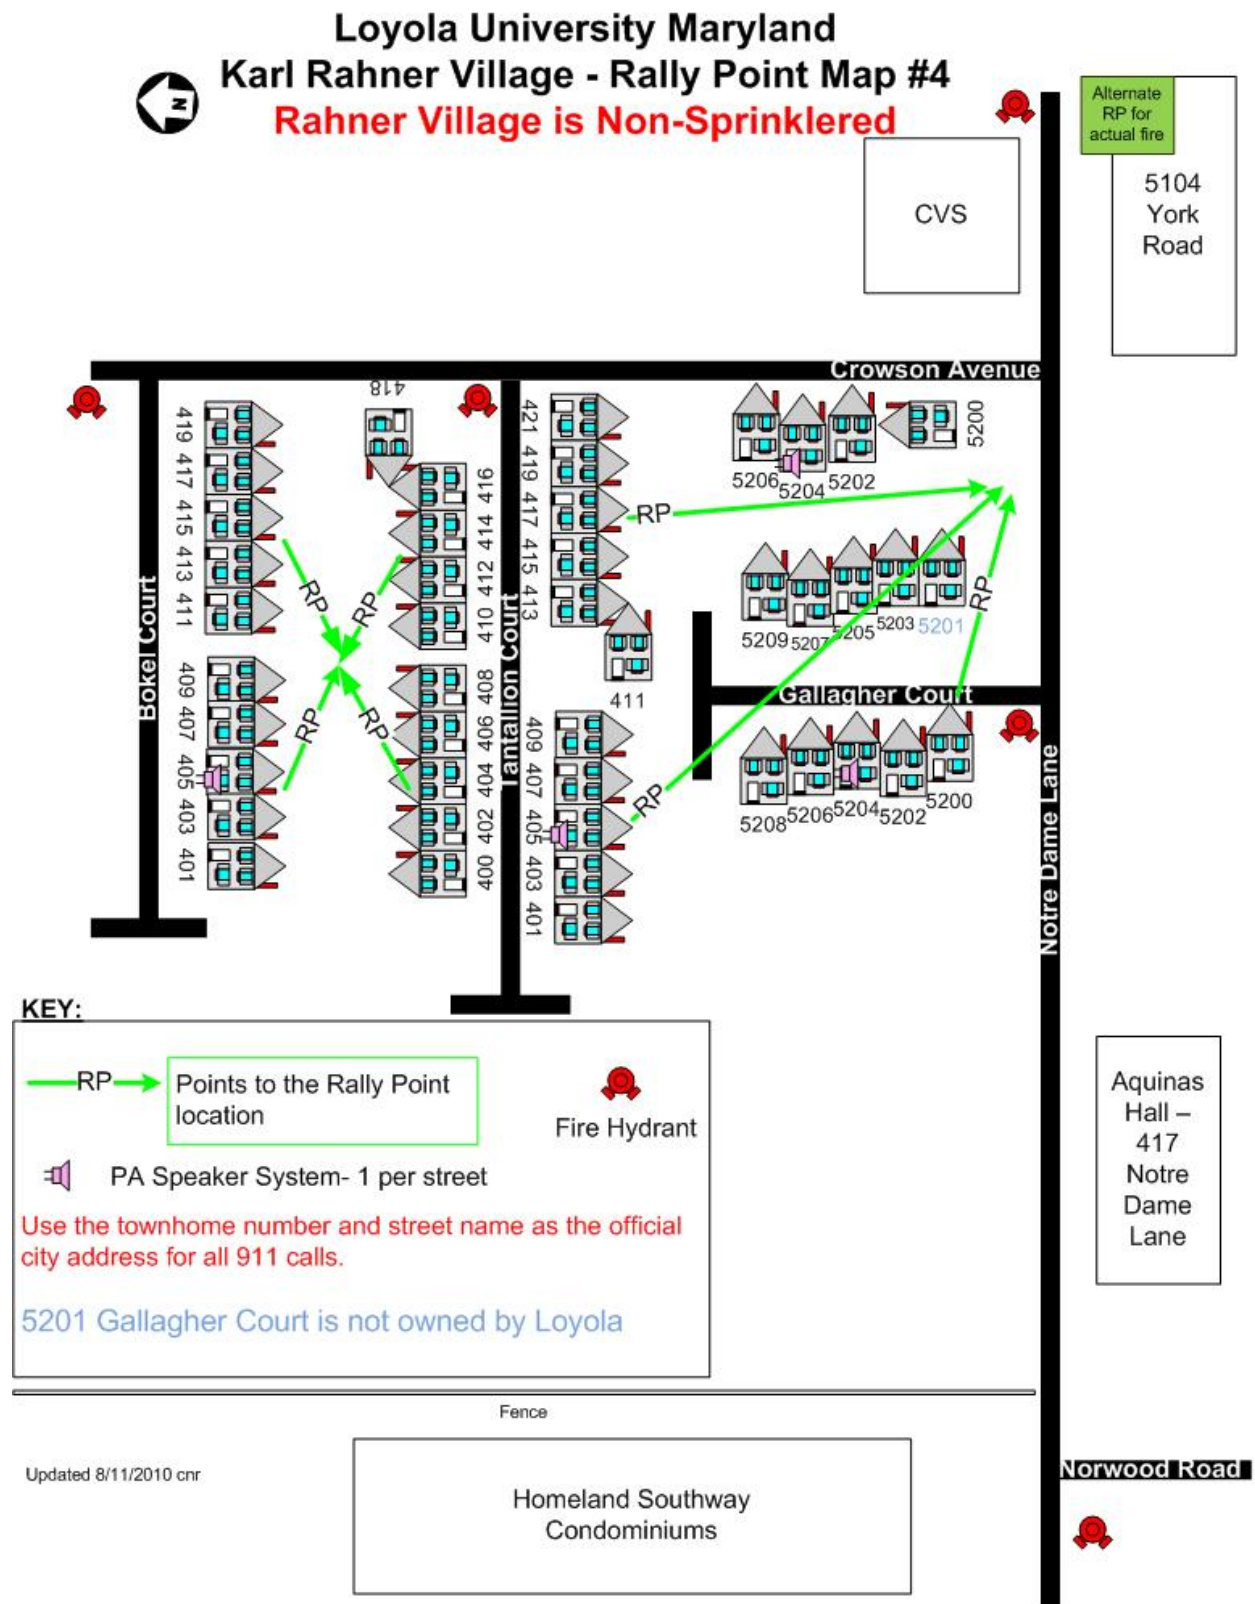 Loyola University Maryland
Karl Rahner Village - Rally Point Map #4
Rahner Village is Non-Sprinklered
N
Alternate
RP for
actual fire
5104
York
Road
CVS
Crowson Avenue
419
417
415
413
411
409
407
405
403
401
Bokel Court
RP
RP
RP
RP
418
416
414
412
410
408
406
404
402
400
Tantallion Court
421
419
417
415
413
411
409
407
405
403
401
RP
RP
RP
5206
5204
5202
5200
5209
5207
5205
5203
5201
Gallagher Court
5208
5206
5204
5202
5200
Notre Dame Lane
KEY:
RP
Points to the Rally Point
location
Fire Hydrant
PA Speaker System- 1 per street
Use the townhome number and street name as the official
city address for all 911 calls.
5201 Gallagher Court is not owned by Loyola
Aquinas
Hall –
417
Notre
Dame
Lane
Fence
Updated 8/11/2010 cnr
Homeland Southway
Condominiums
Norwood Road